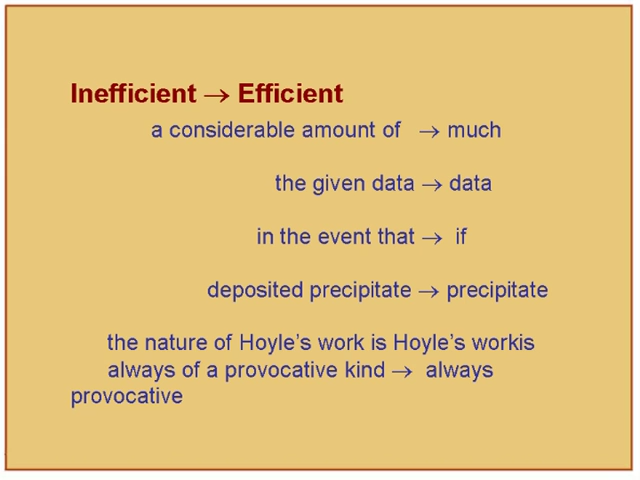 Inefficient → Efficient
a considerable amount of → much
the given data → data
in the event that → if
deposited precipitate → precipitate
the nature of Hoyle’s work is Hoyle’s workis
always of a provocative kind → always
provocative